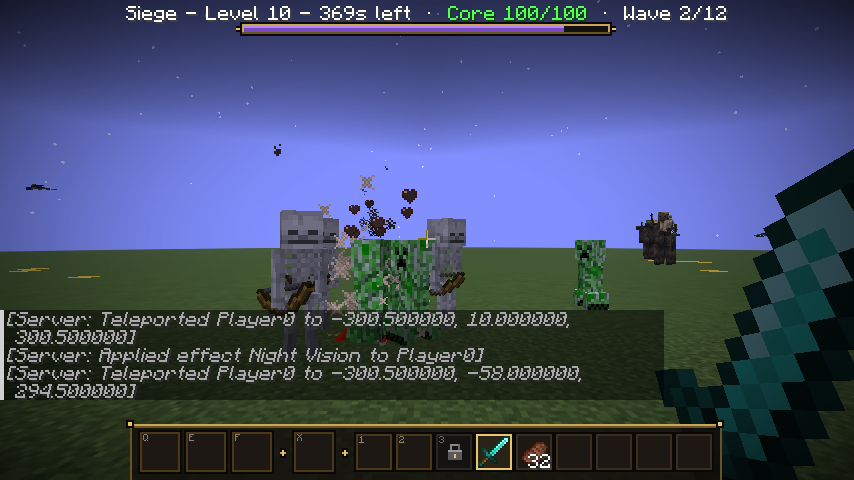 Siege – Level 10 – 369s left · Core 100/100 · Wave 2/12
[Server: Teleported Player0 to -300.500000, 10.000000,
300.500000]
[Server: Applied effect Night Vision to Player0]
[Server: Teleported Player0 to -300.500000, -59.000000,
294.5000000]
Q E F X 1 2 3
32